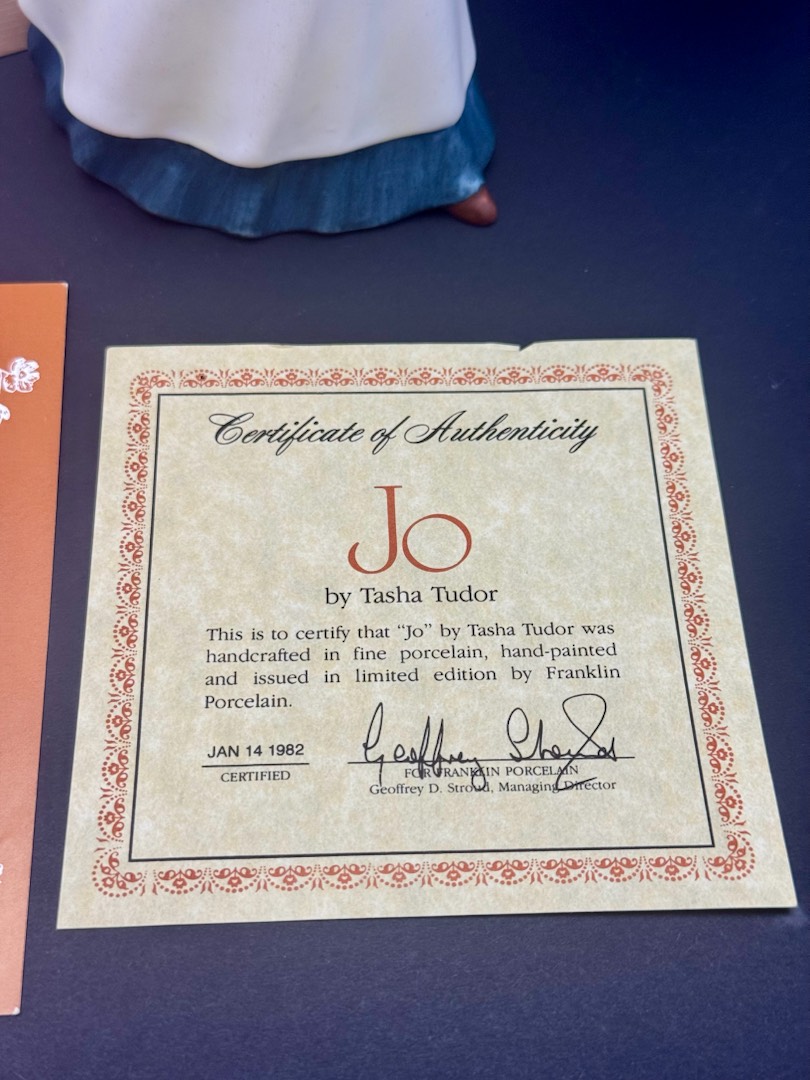 Certificate of Authenticity
Jo
by Tasha Tudor
This is to certify that “Jo” by Tasha Tudor was
handcrafted in fine porcelain, hand-painted
and issued in limited edition by Franklin
Porcelain.
JAN 14 1982
CERTIFIED
Geoffrey Stroud
FOR FRANKLIN PORCELAIN
Geoffrey D. Stroud, Managing Director